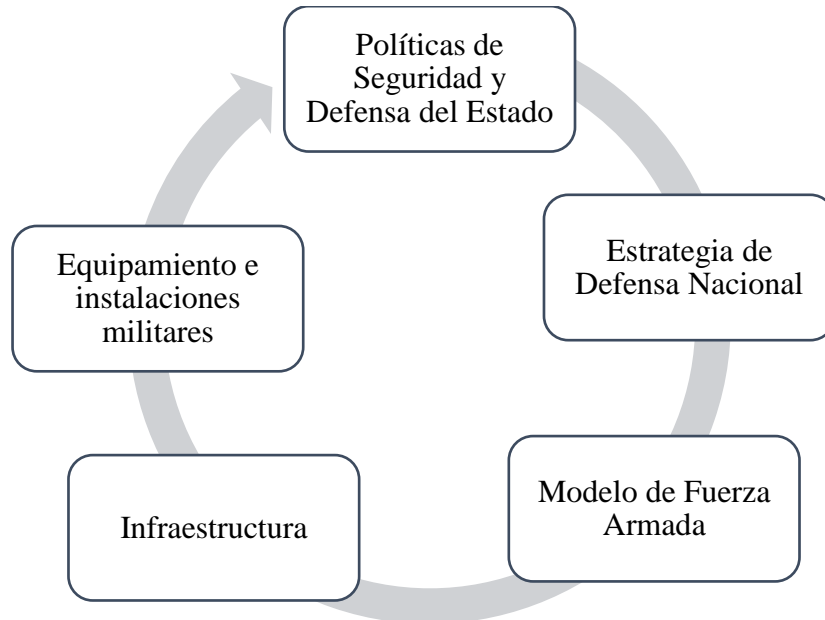 Políticas de
Seguridad y
Defensa del Estado
Estrategia de
Defensa Nacional
Modelo de Fuerza
Armada
Infraestructura
Equipamiento e
instalaciones
militares